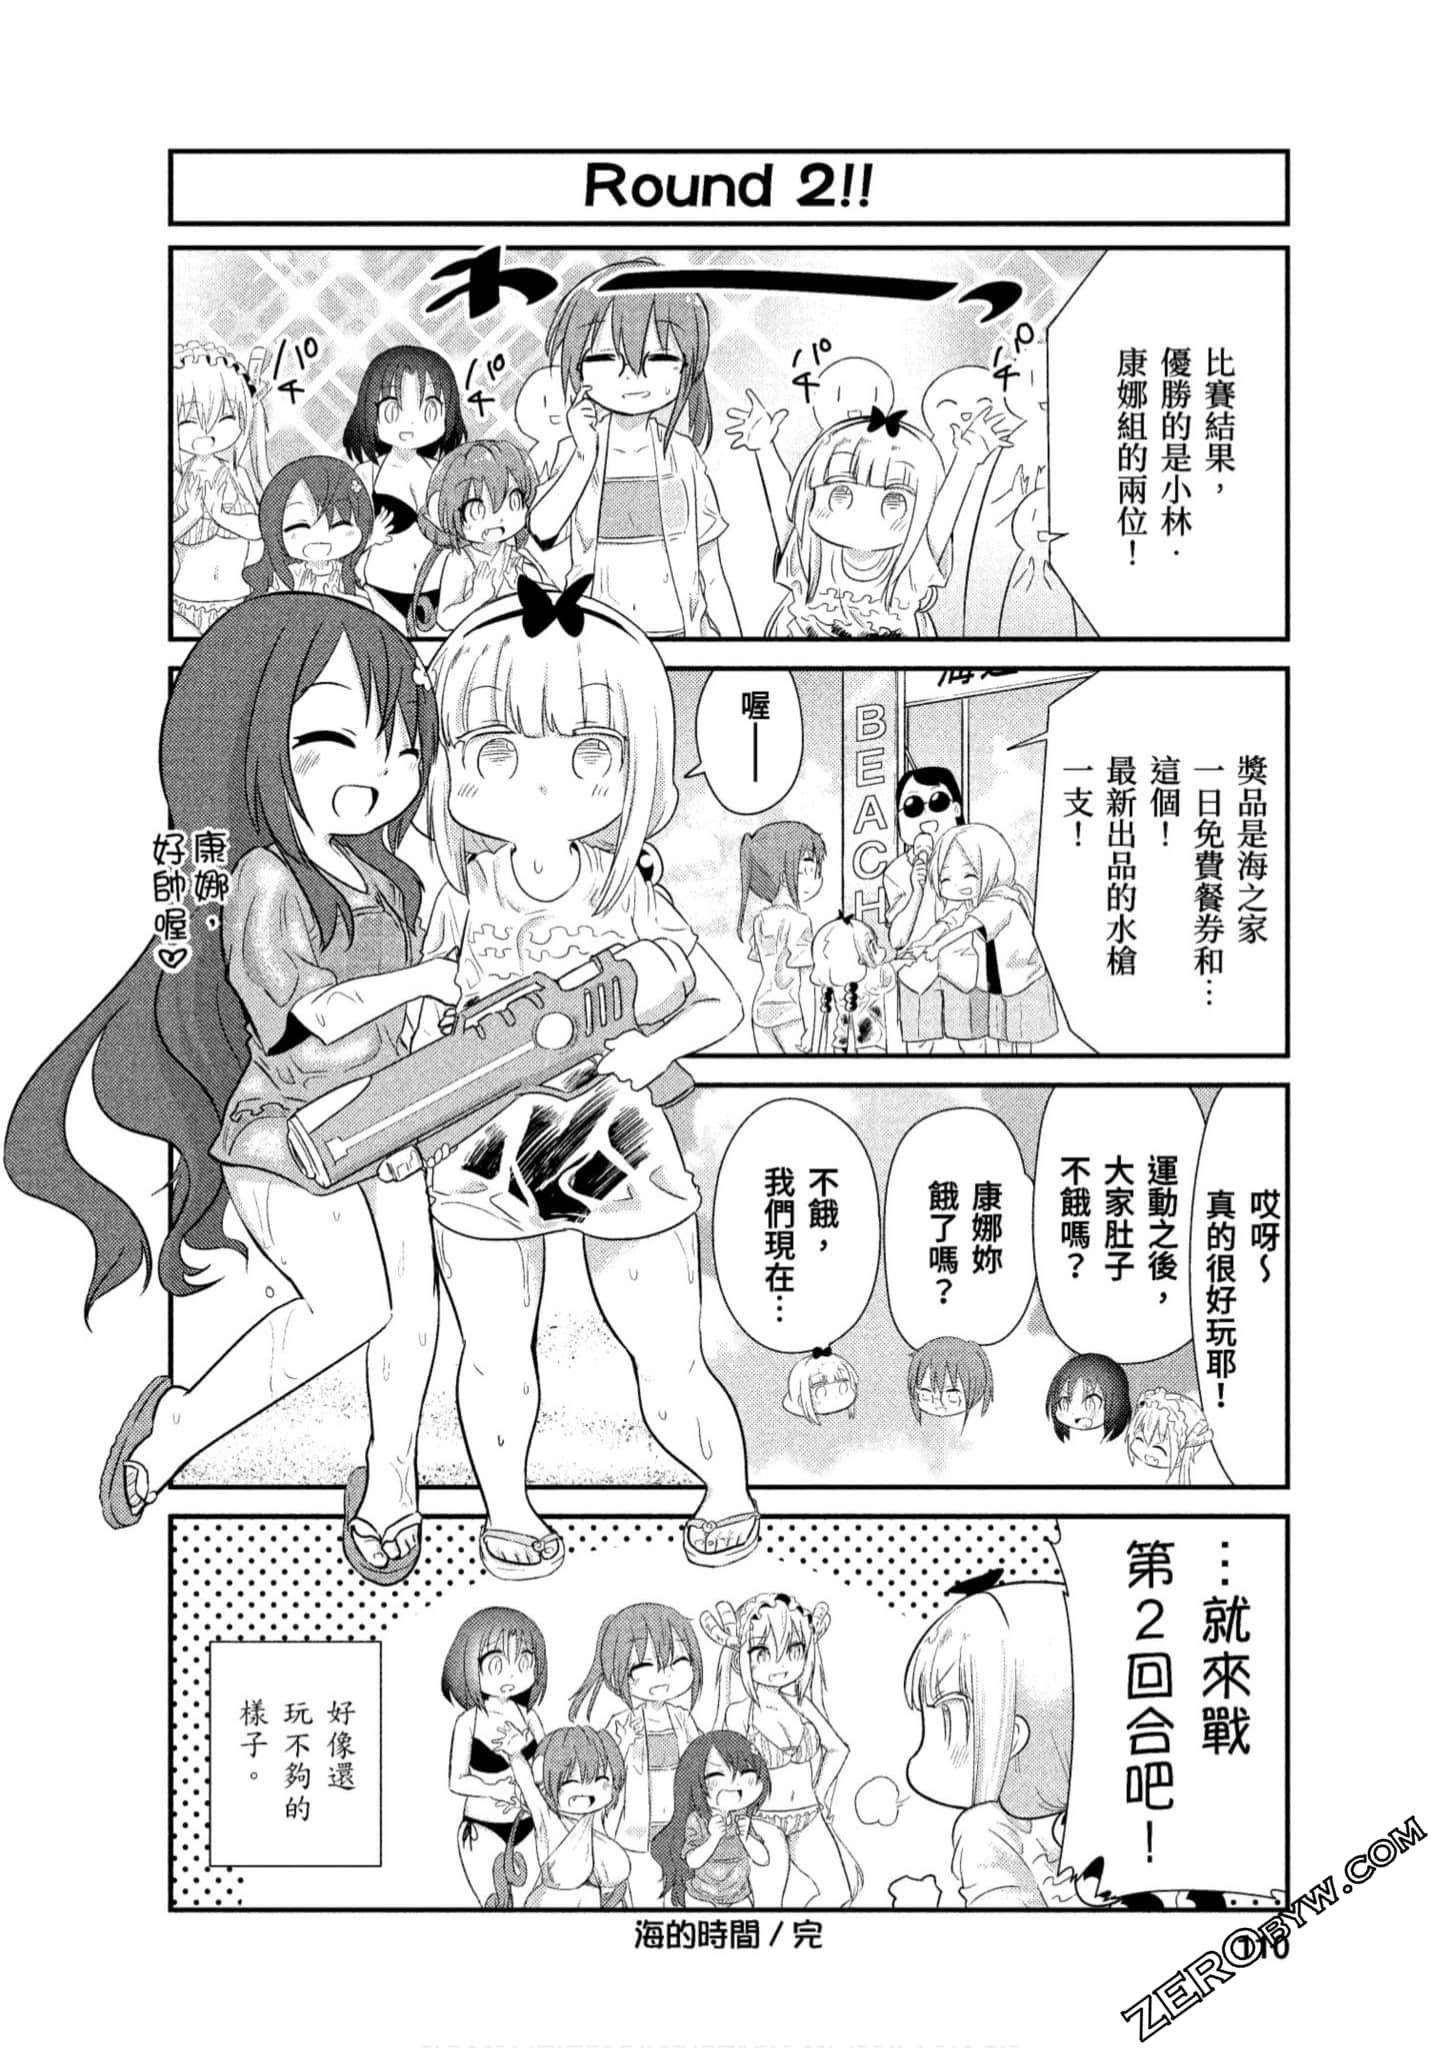 Round 2!!
わーっ
比賽結果，
優勝的是小林・
康娜組的兩位！
パチ
パチ
パチ
パチ
獎品是海之家
一日免費餐券和…
這個！
最新出品的水槍
一支！
BEACH
喔——
康娜，
好帥喔♡
哎呀～
真的很好玩耶！
運動之後，
大家肚子
不餓嗎？
康娜妳
餓了嗎？
不餓，
我們現在…
…就來戰
第2回合吧！
好像還
玩不夠的
樣子。
海的時間／完
110
ZEROBYW.COM